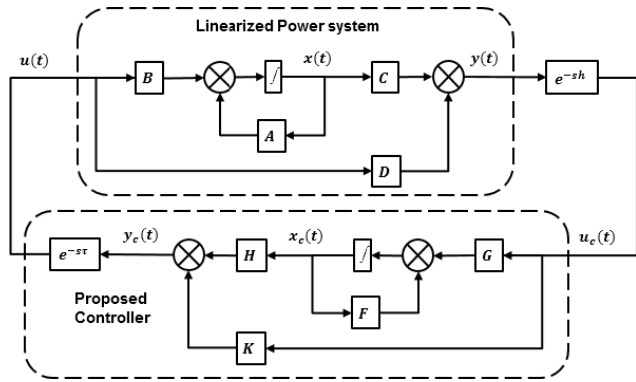 Linearized Power system
u(t)
B
∫
x(t)
C
y(t)
e^{-sh}
A
D
y_c(t)
x_c(t)
u_c(t)
e^{-sτ}
H
∫
G
F
Proposed
Controller
K